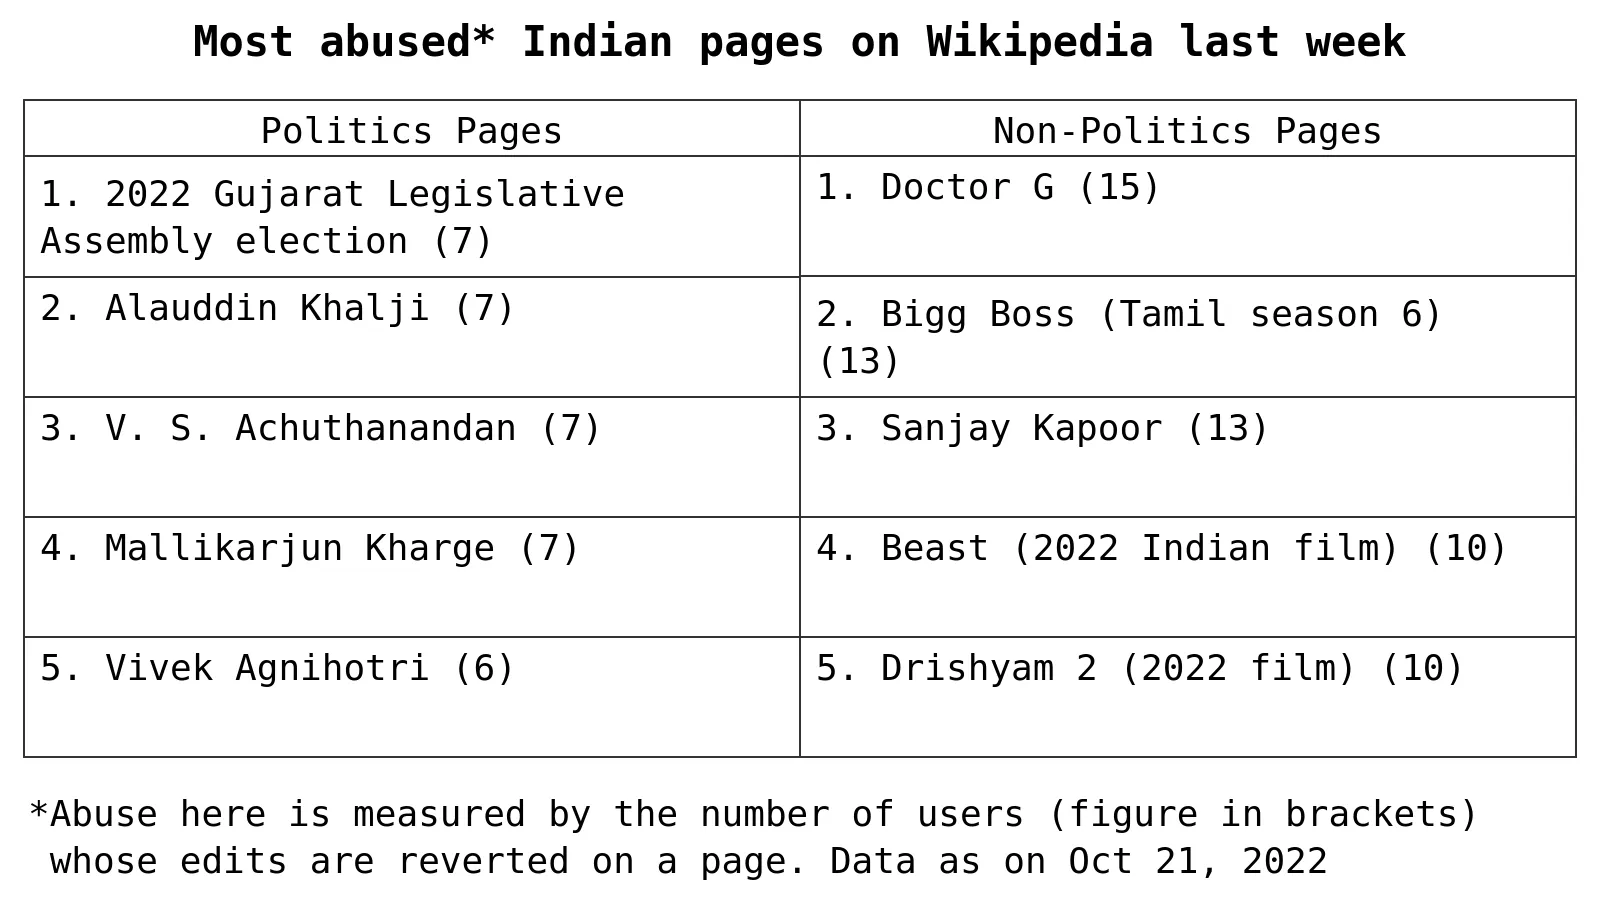 Most abused* Indian pages on Wikipedia last week
Politics Pages
Non-Politics Pages
1. 2022 Gujarat Legislative
Assembly election (7)
1. Doctor G (15)
2. Alauddin Khalji (7)
2. Bigg Boss (Tamil season 6)
(13)
3. V. S. Achuthanandan (7)
3. Sanjay Kapoor (13)
4. Mallikarjun Kharge (7)
4. Beast (2022 Indian film) (10)
5. Vivek Agnihotri (6)
5. Drishyam 2 (2022 film) (10)
*Abuse here is measured by the number of users (figure in brackets)
whose edits are reverted on a page. Data as on Oct 21, 2022